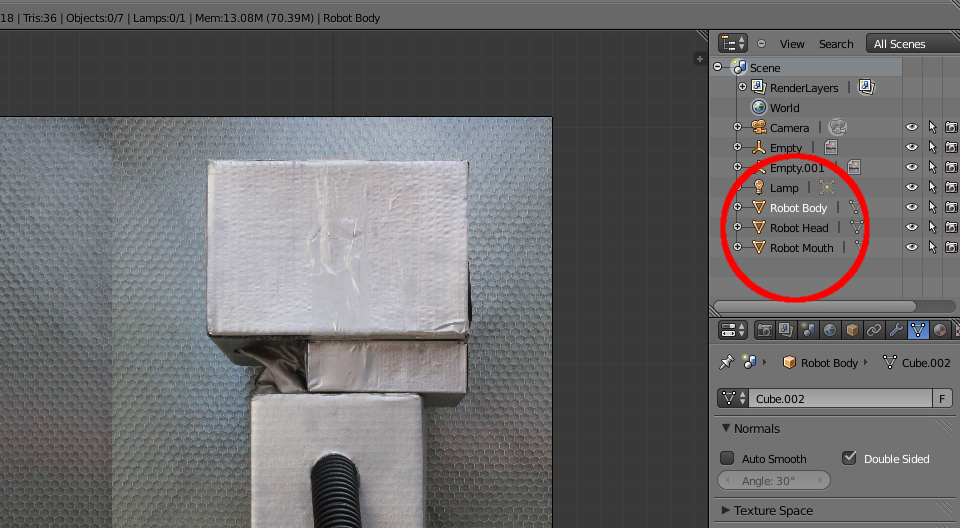 18 | Tris:36 | Objects:0/7 | Lamps:0/1 | Mem:13.08M (70.39M) | Robot Body
View Search All Scenes
Scene
RenderLayers
World
Camera
Empty
Empty.001
Lamp
Robot Body
Robot Head
Robot Mouth
Robot Body Cube.002
Cube.002 F
Normals
Auto Smooth Double Sided
Angle: 30°
Texture Space